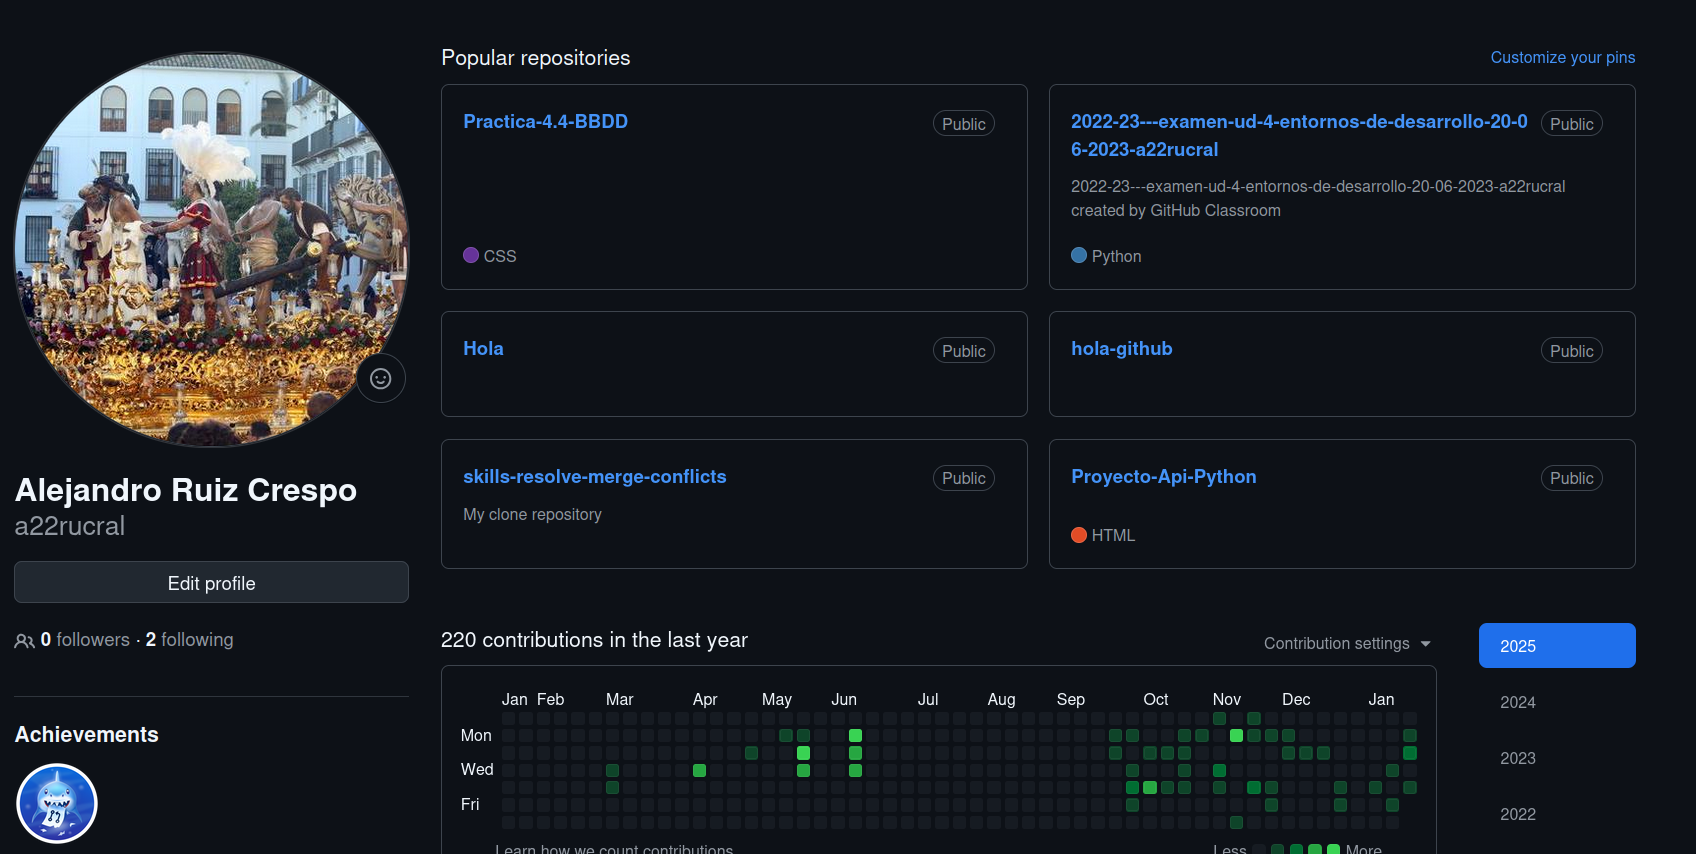 Popular repositories
Customize your pins
Practica-4.4-BBDD
Public
CSS
2022-23---examen-ud-4-entornos-de-desarrollo-20-0
6-2023-a22rucral
Public
2022-23---examen-ud-4-entornos-de-desarrollo-20-06-2023-a22rucral
created by GitHub Classroom
Python
Hola
Public
hola-github
Public
skills-resolve-merge-conflicts
Public
My clone repository
Proyecto-Api-Python
Public
HTML
Alejandro Ruiz Crespo
a22rucral
Edit profile
0 followers · 2 following
Achievements
220 contributions in the last year
Contribution settings
2025
2024
2023
2022
Jan Feb Mar Apr May Jun Jul Aug Sep Oct Nov Dec Jan
Mon
Wed
Fri
Learn how we count contributions
Less More